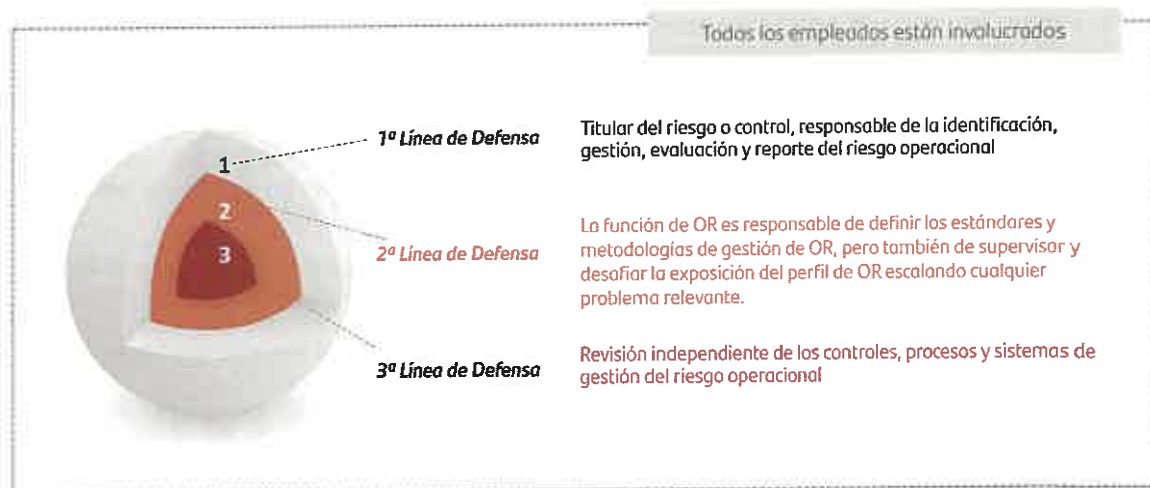 Todos los empleados están involucrados
1ª Línea de Defensa
Titular del riesgo o control, responsable de la identificación,
gestión, evaluación y reporte del riesgo operacional
1
2
3
2ª Línea de Defensa
La función de OR es responsable de definir los estándares y
metodologías de gestión de OR, pero también de supervisar y
desafiar la exposición del perfil de OR escalando cualquier
problema relevante.
3ª Línea de Defensa
Revisión independiente de los controles, procesos y sistemas de
gestión del riesgo operacional